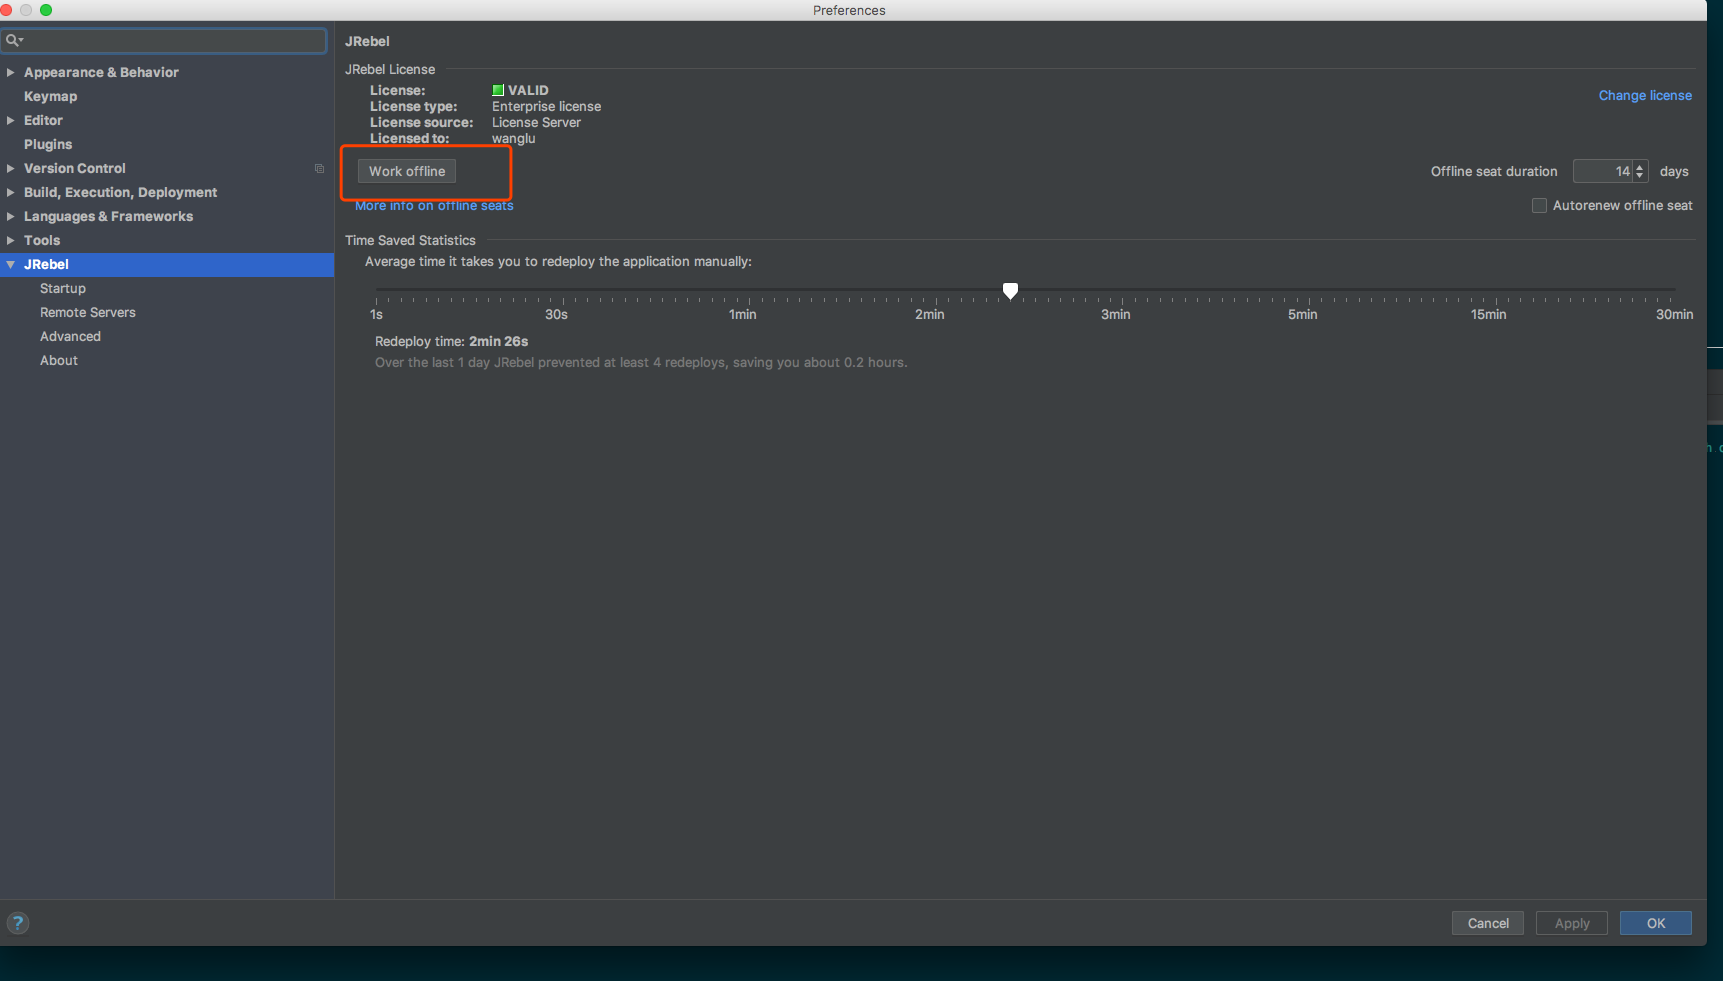 Preferences
Appearance & Behavior
Keymap
Editor
Plugins
Version Control
Build, Execution, Deployment
Languages & Frameworks
Tools
JRebel
Startup
Remote Servers
Advanced
About
JRebel
JRebel License
License: VALID
Change license
License type: Enterprise license
License source: License Server
Licensed to: wanglu
Work offline
Offline seat duration 14 days
More info on offline seats
Autorenew offline seat
Time Saved Statistics
Average time it takes you to redeploy the application manually:
1s 30s 1min 2min 3min 5min 15min 30min
Redeploy time: 2min 26s
Over the last 1 day JRebel prevented at least 4 redeploys, saving you about 0.2 hours.
?
Cancel Apply OK